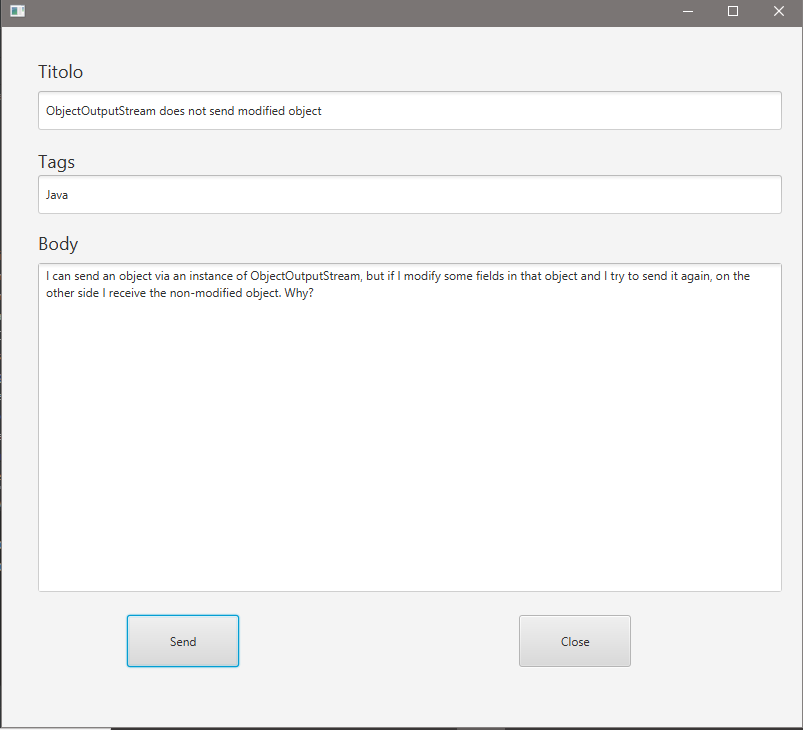 Titolo
ObjectOutputStream does not send modified object
Tags
Java
Body
I can send an object via an instance of ObjectOutputStream, but if I modify some fields in that object and I try to send it again, on the
other side I receive the non-modified object. Why?
Send
Close